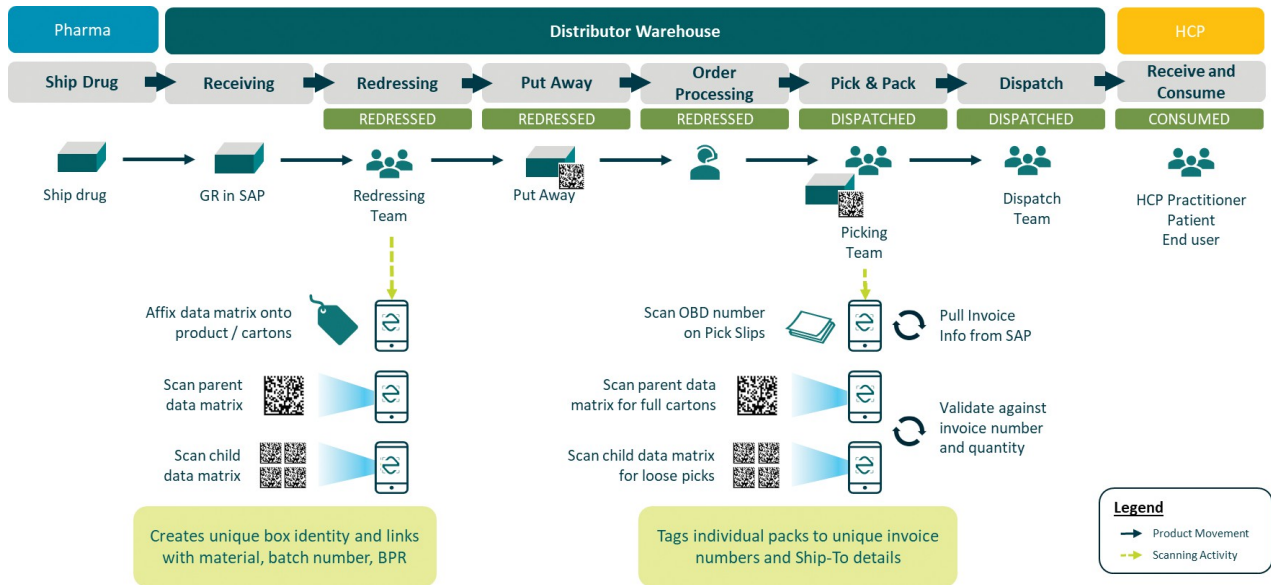 Pharma
Distributor Warehouse
HCP
Ship Drug
Receiving
Redressing
Put Away
Order
Processing
Pick & Pack
Dispatch
Receive and
Consume
REDRESSED
REDRESSED
REDRESSED
DISPATCHED
DISPATCHED
CONSUMED
Ship drug
GR in SAP
Redressing
Team
Put Away
Picking
Team
Dispatch
Team
HCP Practitioner
Patient
End user
Affix data matrix onto
product / cartons
Scan parent
data matrix
Scan child
data matrix
Creates unique box identity and links
with material, batch number, BPR
Scan OBD number
on Pick Slips
Pull Invoice
Info from SAP
Scan parent data
matrix for full cartons
Validate against
invoice number
and quantity
Scan child data matrix
for loose picks
Tags individual packs to unique invoice
numbers and Ship-To details
Legend
Product Movement
Scanning Activity